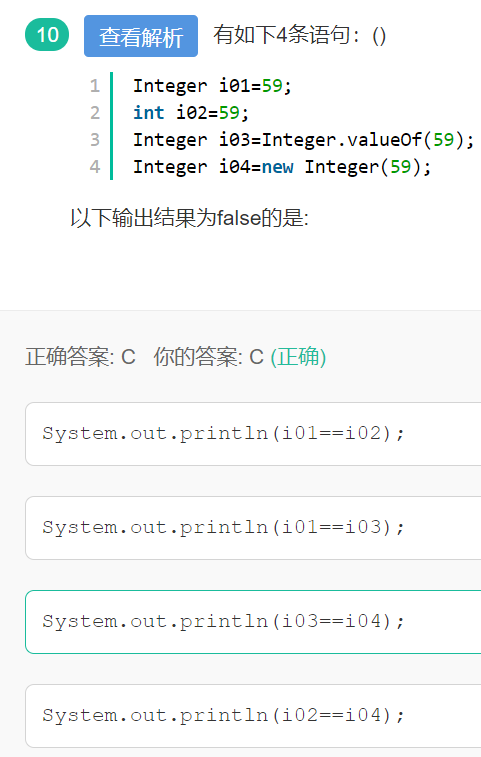 10 查看解析 有如下4条语句：()
1 Integer i01=59;
2 int i02=59;
3 Integer i03=Integer.valueOf(59);
4 Integer i04=new Integer(59);
以下输出结果为false的是:
正确答案: C 你的答案: C (正确)
System.out.println(i01==i02);
System.out.println(i01==i03);
System.out.println(i03==i04);
System.out.println(i02==i04);